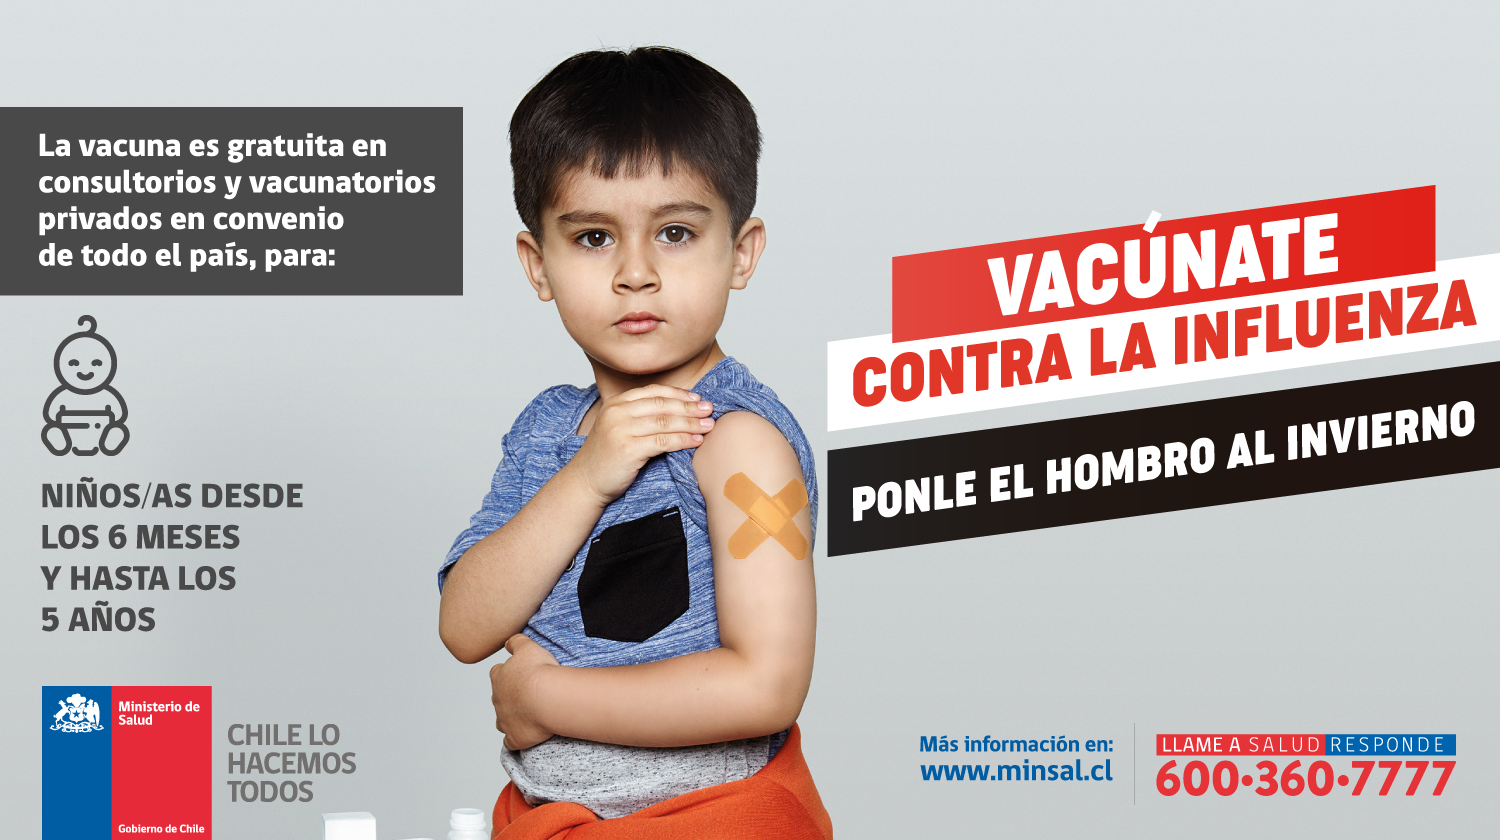 La vacuna es gratuita en
consultorios y vacunatorios
privados en convenio
de todo el país, para:
NIÑOS/AS DESDE
LOS 6 MESES
Y HASTA LOS
5 AÑOS
VACÚNATE
CONTRA LA INFLUENZA
PONLE EL HOMBRO AL INVIERNO
Ministerio de
Salud
Gobierno de Chile
CHILE LO
HACEMOS
TODOS
Más información en:
www.minsal.cl
LLAME A SALUD RESPONDE
600•360•7777